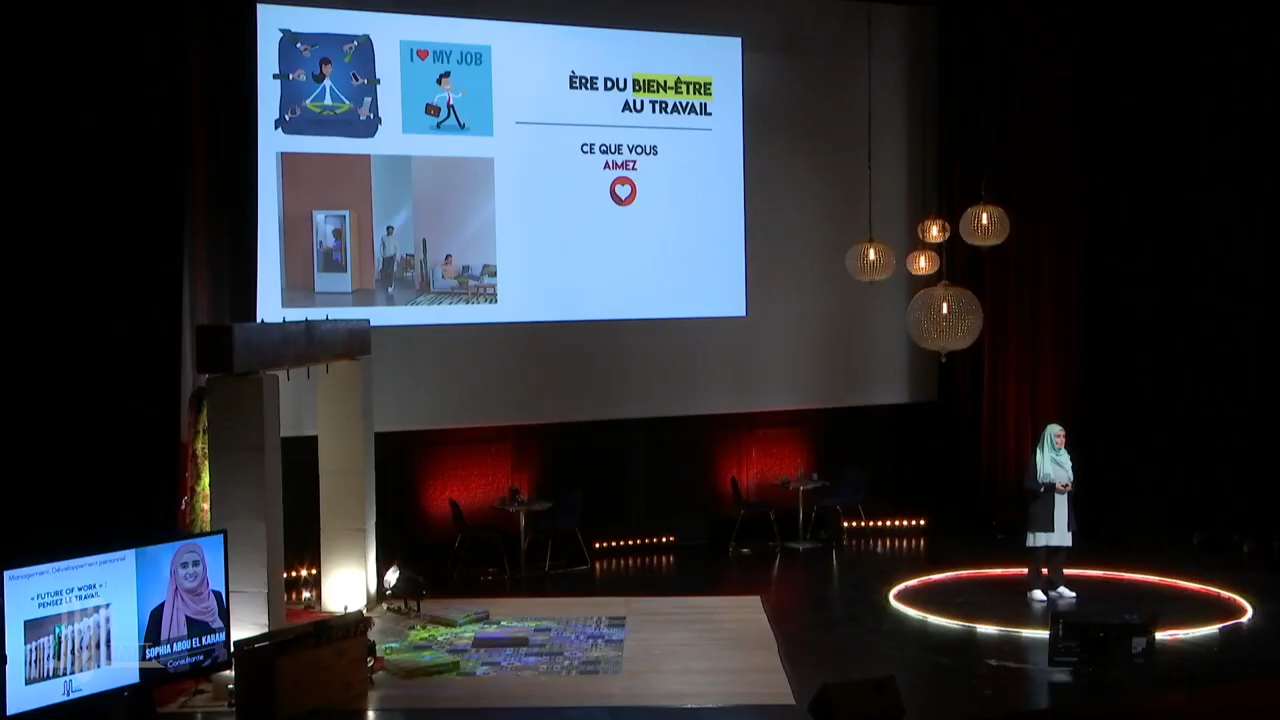 I ❤ MY JOB
ÈRE DU BIEN-ÊTRE
AU TRAVAIL
CE QUE VOUS
AIMEZ
Management, Développement personnel
« FUTURE OF WORK » :
PENSEZ LE TRAVAIL
SOPHIA ABOU EL KARAM
Consultante